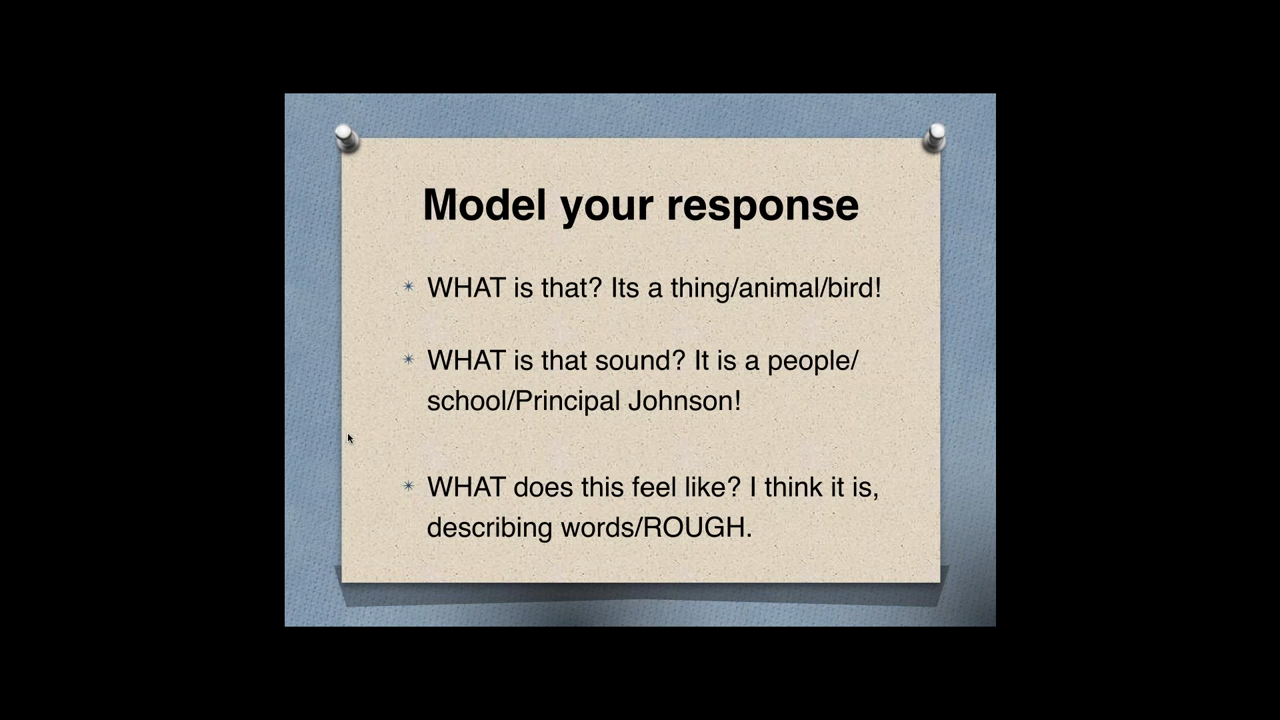 Model your response
WHAT is that? Its a thing/animal/bird!
WHAT is that sound? It is a people/
school/Principal Johnson!
WHAT does this feel like? I think it is,
describing words/ROUGH.